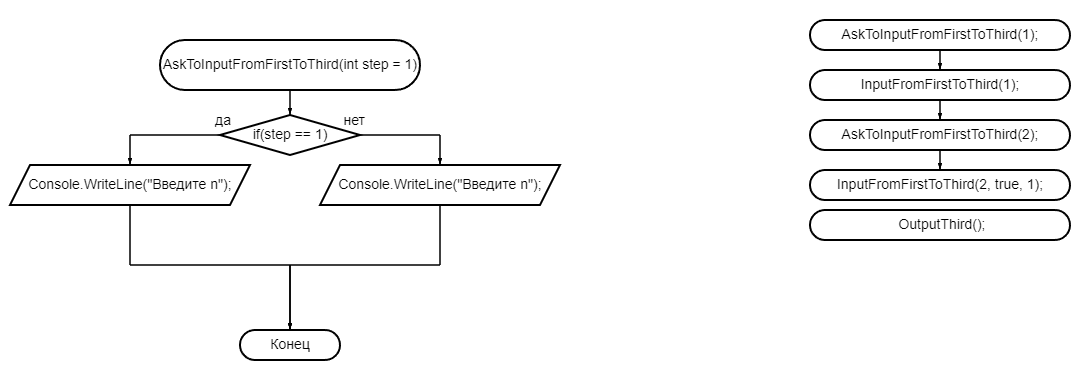 AskToInputFromFirstToThird(int step = 1)
да
нет
if(step == 1)
Console.WriteLine("Введите n");
Console.WriteLine("Введите n");
Конец
AskToInputFromFirstToThird(1);
InputFromFirstToThird(1);
AskToInputFromFirstToThird(2);
InputFromFirstToThird(2, true, 1);
OutputThird();